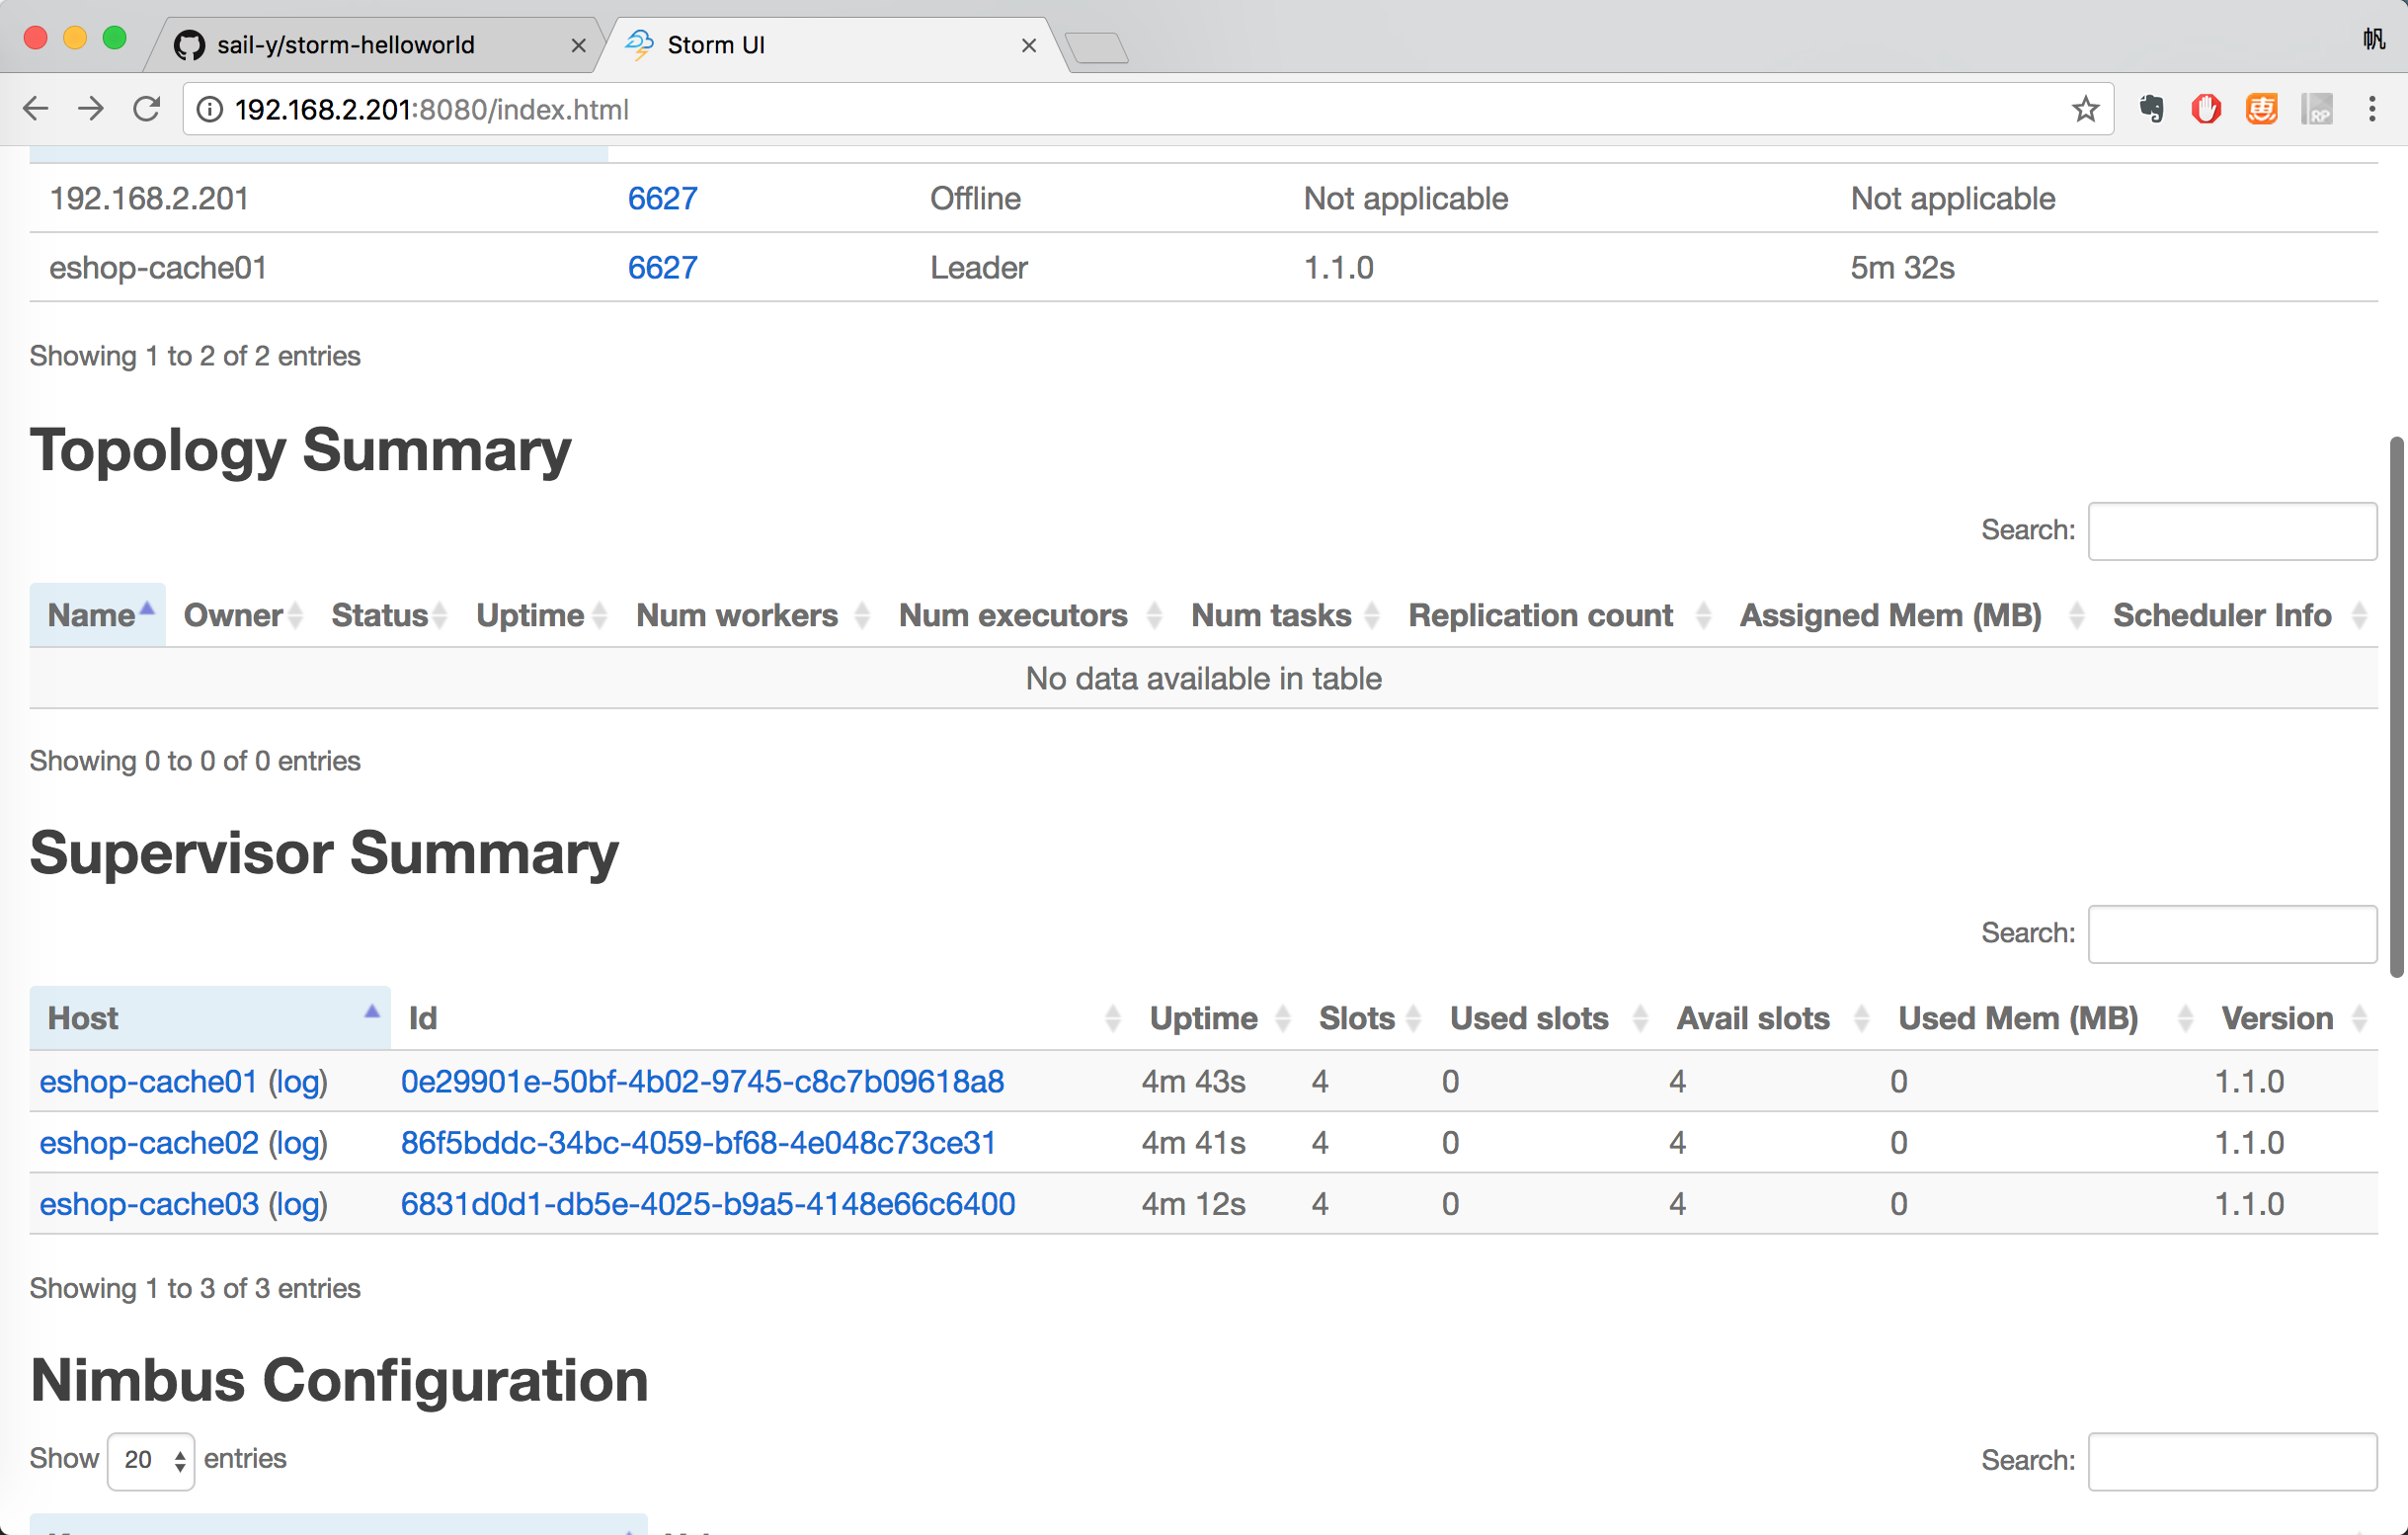 sail-y/storm-helloworld
Storm UI
帆
192.168.2.201:8080/index.html
RP
192.168.2.201 6627 Offline Not applicable Not applicable
eshop-cache01 6627 Leader 1.1.0 5m 32s
Showing 1 to 2 of 2 entries
Topology Summary
Search:
Name Owner Status Uptime Num workers Num executors Num tasks Replication count Assigned Mem (MB) Scheduler Info
No data available in table
Showing 0 to 0 of 0 entries
Supervisor Summary
Search:
Host Id Uptime Slots Used slots Avail slots Used Mem (MB) Version
eshop-cache01 (log) 0e29901e-50bf-4b02-9745-c8c7b09618a8 4m 43s 4 0 4 0 1.1.0
eshop-cache02 (log) 86f5bddc-34bc-4059-bf68-4e048c73ce31 4m 41s 4 0 4 0 1.1.0
eshop-cache03 (log) 6831d0d1-db5e-4025-b9a5-4148e66c6400 4m 12s 4 0 4 0 1.1.0
Showing 1 to 3 of 3 entries
Nimbus Configuration
Show 20 entries
Search: